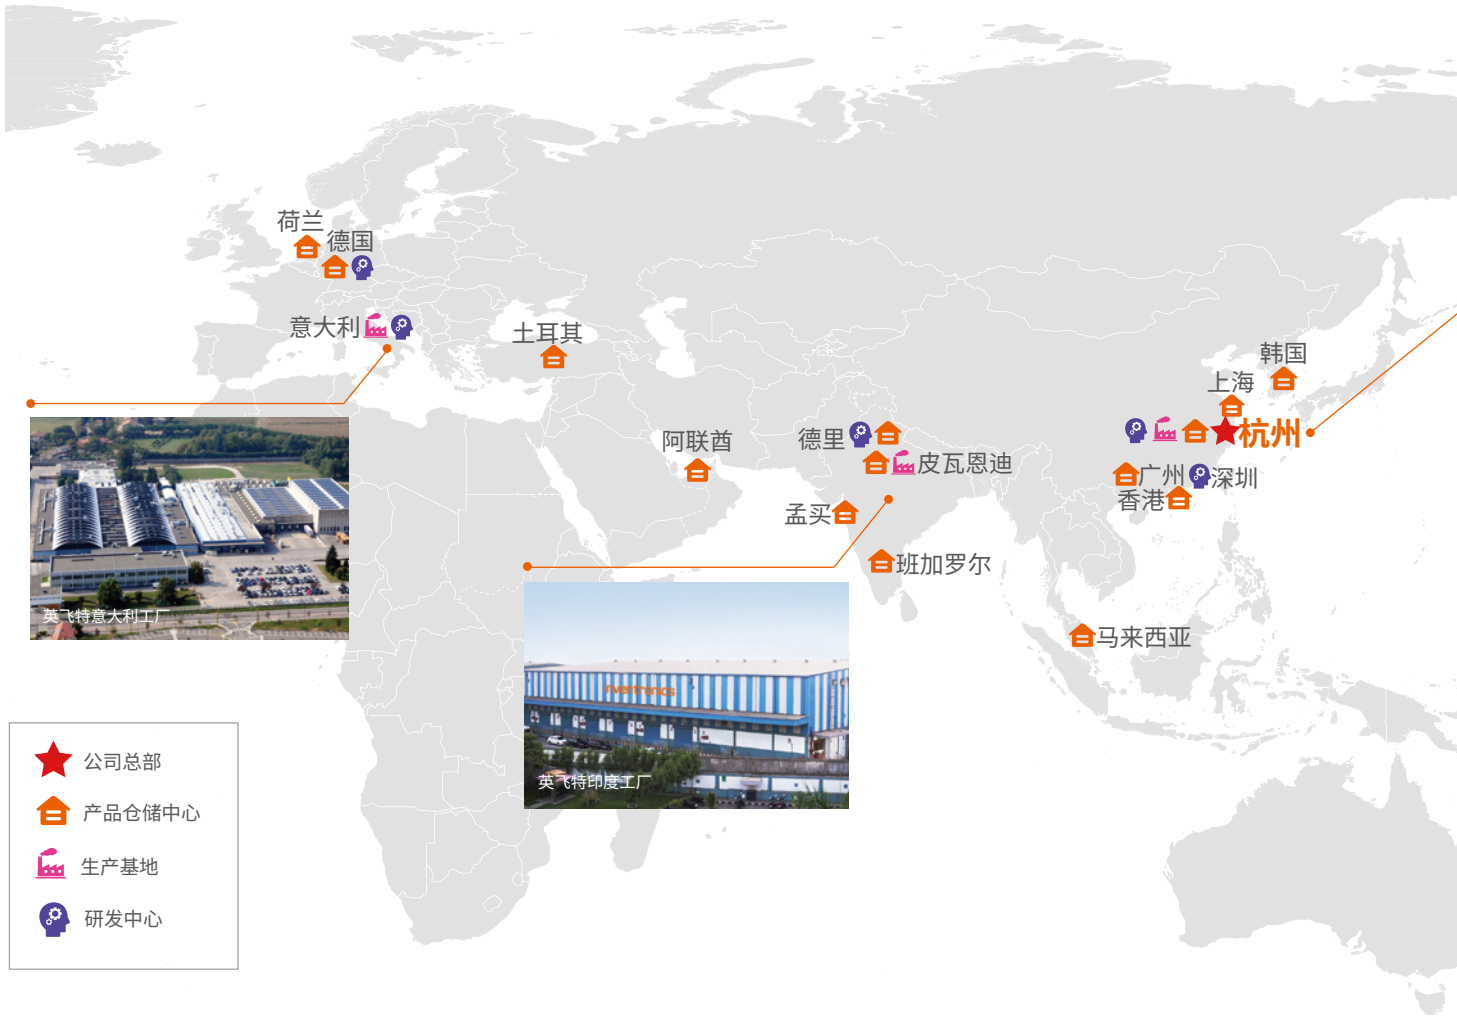 荷兰
德国
意大利
土耳其
韩国
上海
杭州
阿联酋
德里
皮瓦恩迪
广州
深圳
香港
孟买
班加罗尔
马来西亚
英飞特意大利工厂
inventronics
英飞特印度工厂
公司总部
产品仓储中心
生产基地
研发中心